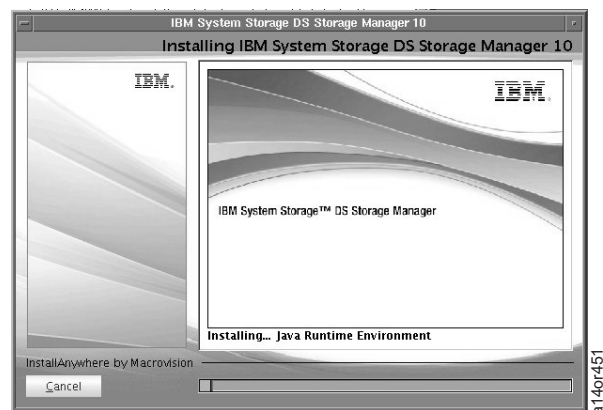 IBM System Storage DS Storage Manager 10
Installing IBM System Storage DS Storage Manager 10
IBM.
IBM.
IBM System Storage™ DS Storage Manager
Installing... Java Runtime Environment
InstallAnywhere by Macrovision
Cancel